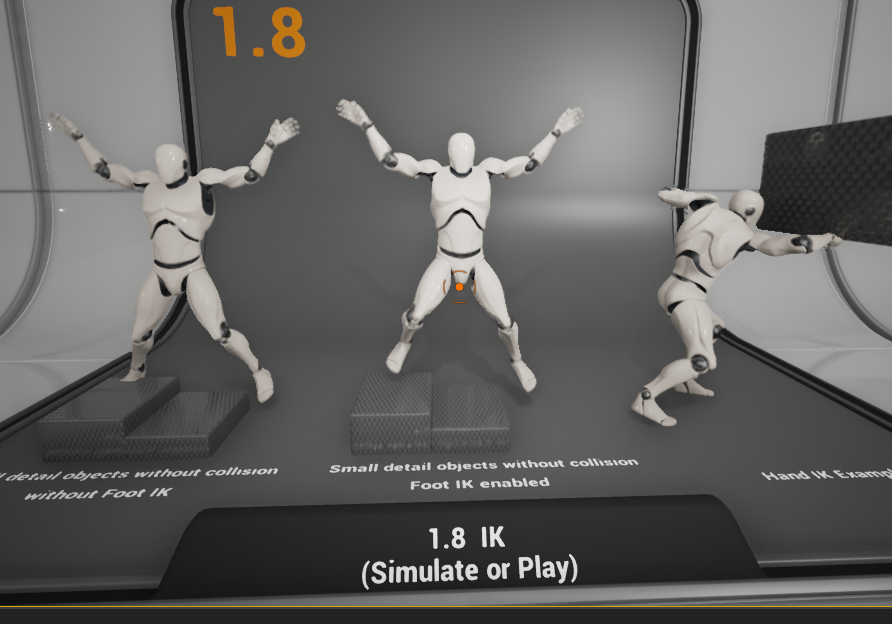 1.8
detail objects without collision
without Foot IK
Small detail objects without collision
Foot IK enabled
Hand IK
1.8 IK
(Simulate or Play)